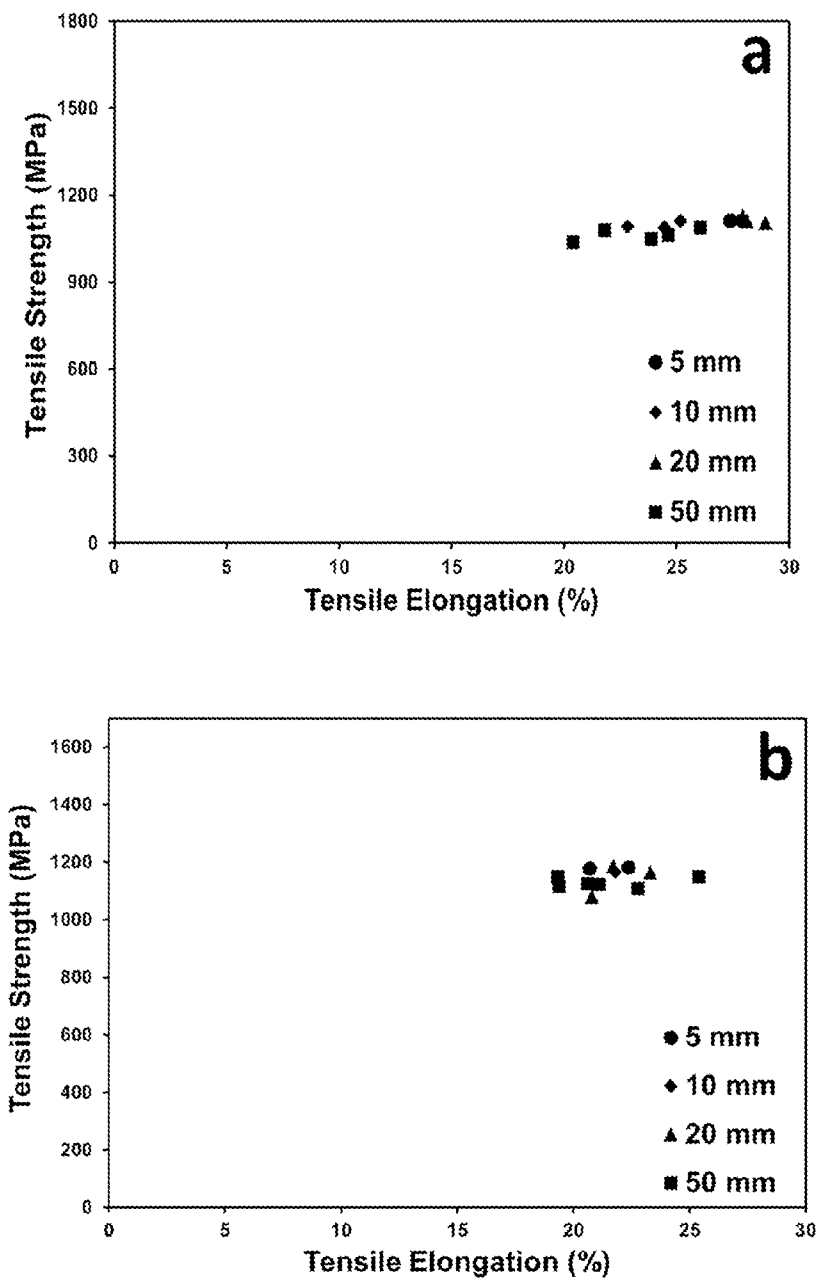 a
1800
1500
1200
900
600
300
0
Tensile Strength (MPa)
5 mm
10 mm
20 mm
50 mm
0 5 10 15 20 25 30
Tensile Elongation (%)
b
1600
1400
1200
1000
800
600
400
200
0
Tensile Strength (MPa)
5 mm
10 mm
20 mm
50 mm
0 5 10 15 20 25 30
Tensile Elongation (%)